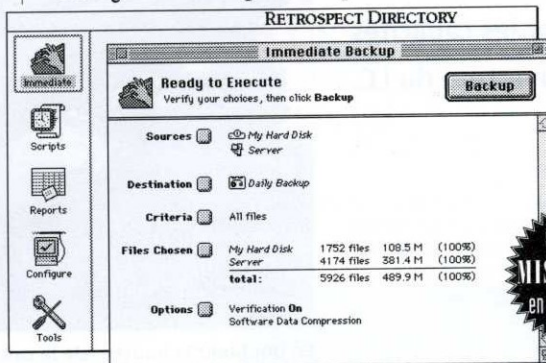 RETROSPECT DIRECTORY
Immediate Backup
Immediate
Scripts
Reports
Configure
Tools
Ready to Execute
Verify your choices, then click Backup
Backup
Sources
My Hard Disk
Server
Destination
Daily Backup
Criteria
All files
Files Chosen
My Hard Disk 1752 files 108.5 M (100%)
Server 4174 files 381.4 M (100%)
total: 5926 files 489.9 M (100%)
Options
Verification On
Software Data Compression
en